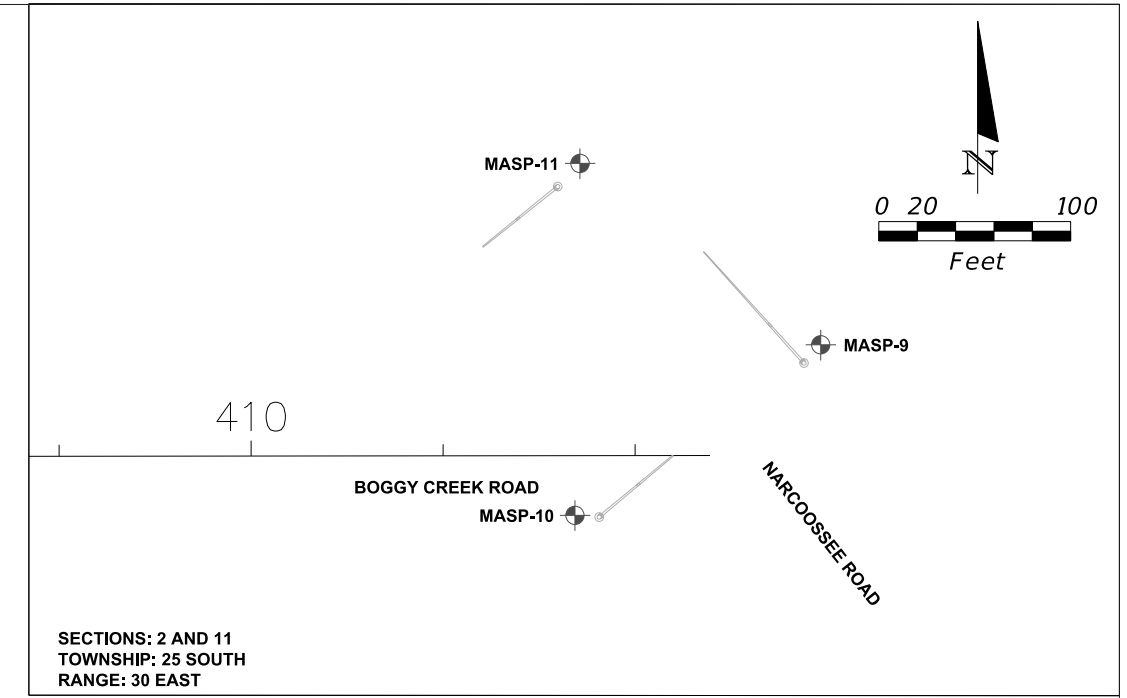 MASP-11
N
0 20 100
Feet
MASP-9
410
BOGGY CREEK ROAD
MASP-10
NARCOOSSEE ROAD
SECTIONS: 2 AND 11
TOWNSHIP: 25 SOUTH
RANGE: 30 EAST